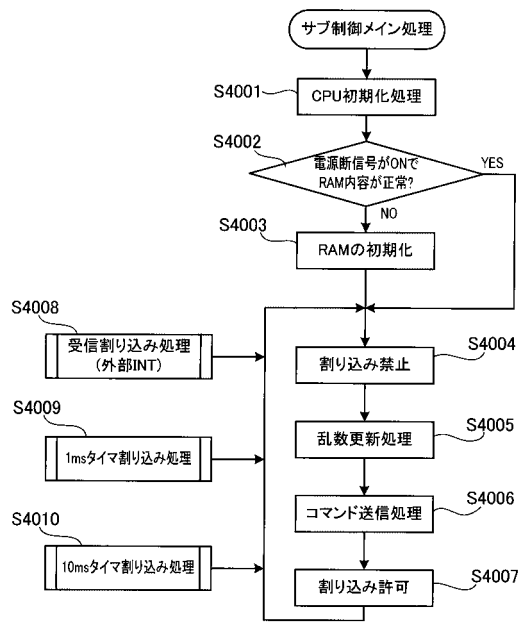 サブ制御メイン処理
S4001
CPU初期化処理
S4002
電源断信号がONで
RAM内容が正常?
YES
NO
S4003
RAMの初期化
S4008
受信割り込み処理
(外部INT)
S4004
割り込み禁止
S4009
1msタイマ割り込み処理
S4005
乱数更新処理
S4006
コマンド送信処理
S4010
10msタイマ割り込み処理
S4007
割り込み許可